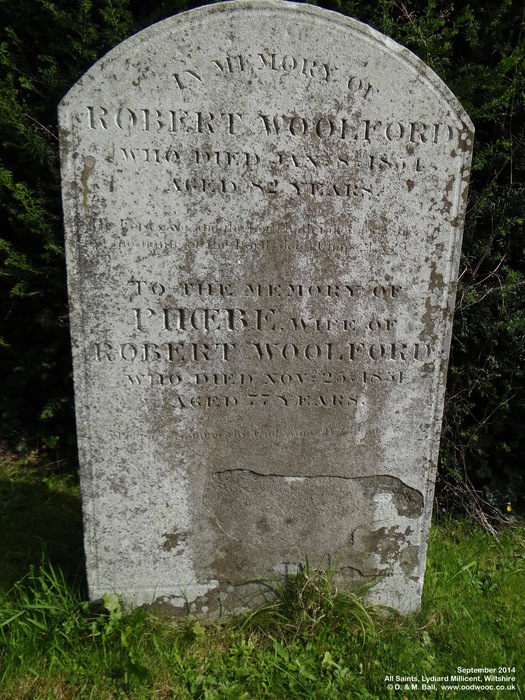 IN MEMORY OF
ROBERT WOOLFORD
WHO DIED JAN. 8. 1854
AGED 82 YEARS.
TO THE MEMORY OF
PHŒBE, WIFE OF
ROBERT WOOLFORD
WHO DIED NOV. 25. 1851
AGED 77 YEARS.
September 2014
All Saints, Lydiard Millicent, Wiltshire
© D. & M. Ball, www.oodwooc.co.uk